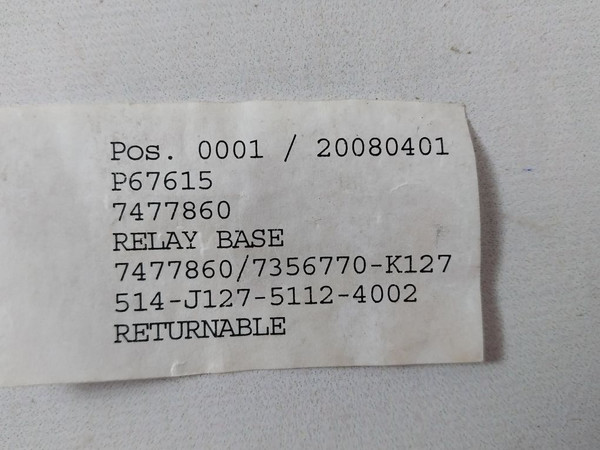 Pos. 0001 / 20080401
P67615
7477860
RELAY BASE
7477860/7356770-K127
514-J127-5112-4002
RETURNABLE